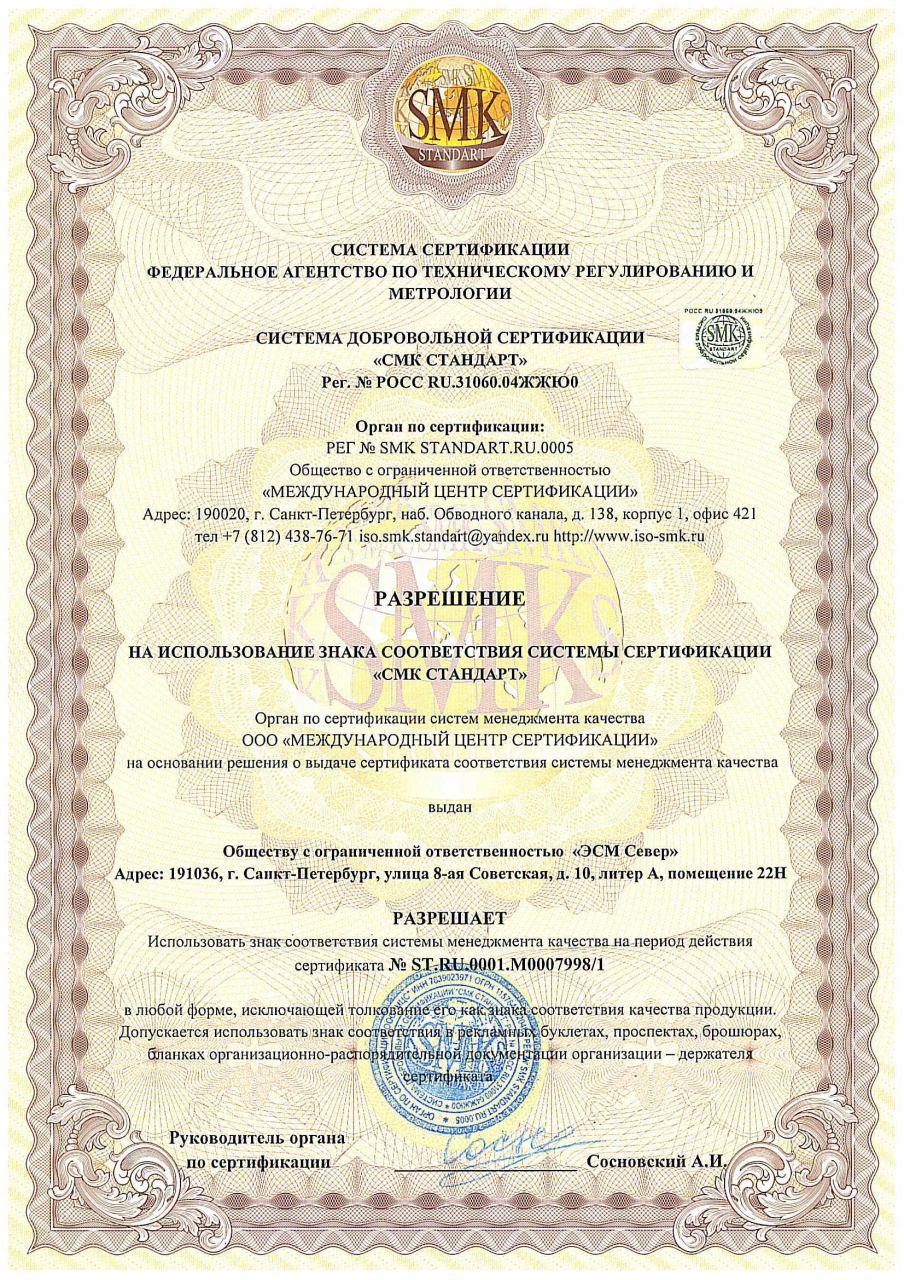 SMK
STANDART
СИСТЕМА СЕРТИФИКАЦИИ
ФЕДЕРАЛЬНОЕ АГЕНТСТВО ПО ТЕХНИЧЕСКОМУ РЕГУЛИРОВАНИЮ И
МЕТРОЛОГИИ
РОСС RU 31060.04ЖЖЮ0
SMK
STANDART
СИСТЕМА ДОБРОВОЛЬНОЙ СЕРТИФИКАЦИИ
«СМК СТАНДАРТ»
Рег. № РОСС RU.31060.04ЖЖЮ0
Орган по сертификации:
РЕГ № SMK STANDART.RU.0005
Общество с ограниченной ответственностью
«МЕЖДУНАРОДНЫЙ ЦЕНТР СЕРТИФИКАЦИИ»
Адрес: 190020, г. Санкт-Петербург, наб. Обводного канала, д. 138, корпус 1, офис 421
тел +7 (812) 438-76-71 iso.smk.standart@yandex.ru http://www.iso-smk.ru
РАЗРЕШЕНИЕ
НА ИСПОЛЬЗОВАНИЕ ЗНАКА СООТВЕТСТВИЯ СИСТЕМЫ СЕРТИФИКАЦИИ
«СМК СТАНДАРТ»
Орган по сертификации систем менеджмента качества
ООО «МЕЖДУНАРОДНЫЙ ЦЕНТР СЕРТИФИКАЦИИ»
на основании решения о выдаче сертификата соответствия системы менеджмента качества
выдан
Обществу с ограниченной ответственностью «ЭСМ Север»
Адрес: 191036, г. Санкт-Петербург, улица 8-ая Советская, д. 10, литер А, помещение 22Н
РАЗРЕШАЕТ
Использовать знак соответствия системы менеджмента качества на период действия
сертификата № ST.RU.0001.M0007998/1
в любой форме, исключающей толкование его как знака соответствия качества продукции.
Допускается использовать знак соответствия в рекламных буклетах, проспектах, брошюрах,
бланках организационно-распорядительной документации организации – держателя
сертификата
Руководитель органа
по сертификации
Сосновский А.И.